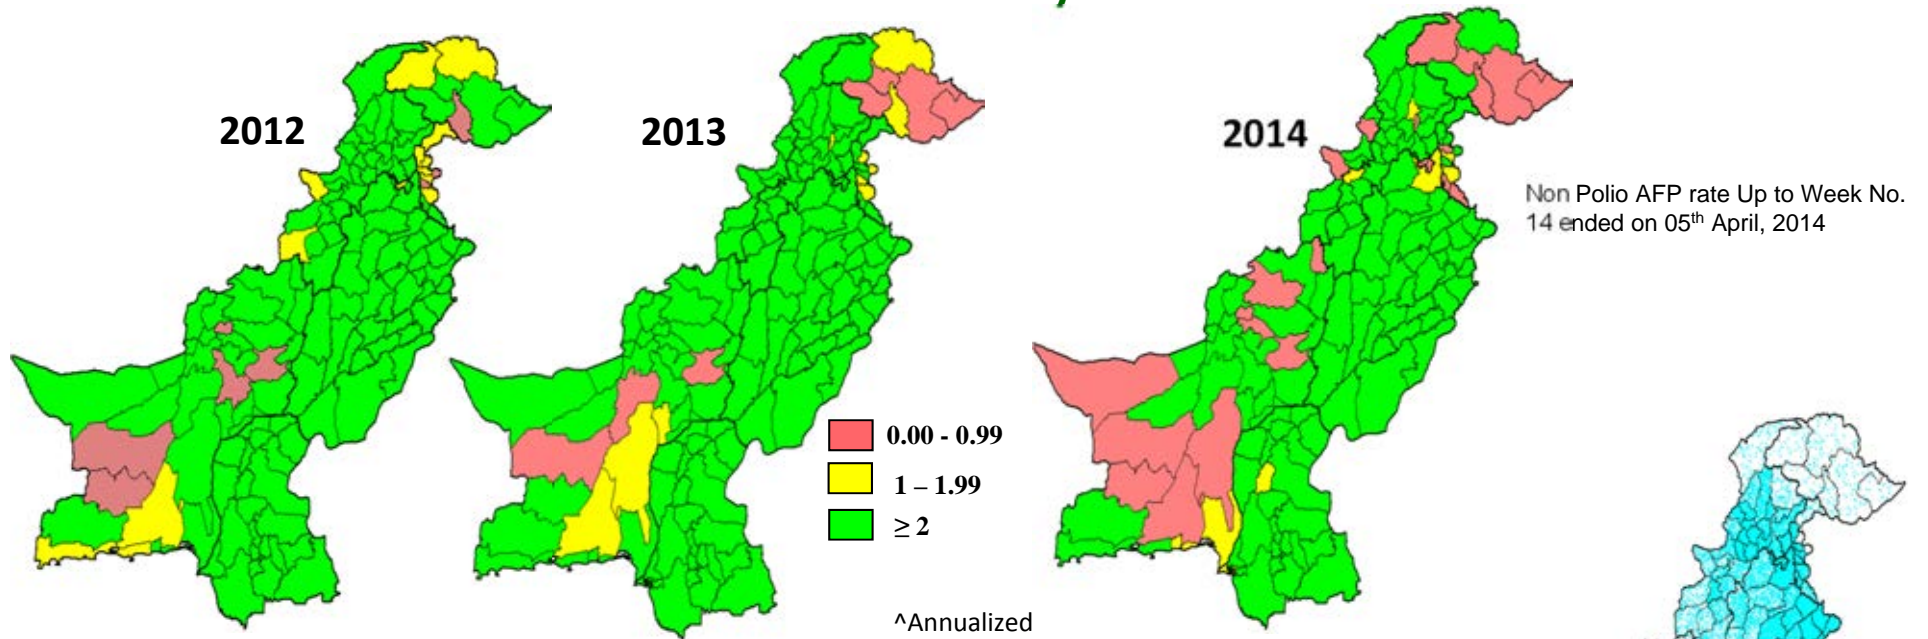 2012
2013
2014
Non Polio AFP rate Up to Week No.
14 ended on 05th April, 2014
0.00 - 0.99
1 – 1.99
≥ 2
^Annualized